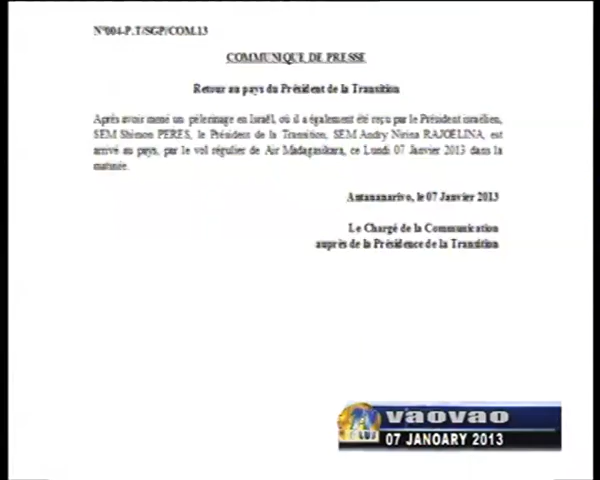 N°004-P.T/SGP/COM.13
COMMUNIQUE DE PRESSE
Retour au pays du Président de la Transition
Après avoir mené un pèlerinage en Israël, où il a également été reçu par le Président israélien,
SEM Shimon PERES, le Président de la Transition, SEM Andry Nirina RAJOELINA, est
arrivé au pays, par le vol régulier de Air Madagasikara, ce Lundi 07 Janvier 2013 dans la
matinée.
Antananarivo, le 07 Janvier 2013
Le Chargé de la Communication
auprès de la Présidence de la Transition
vaovao
07 JANOARY 2013